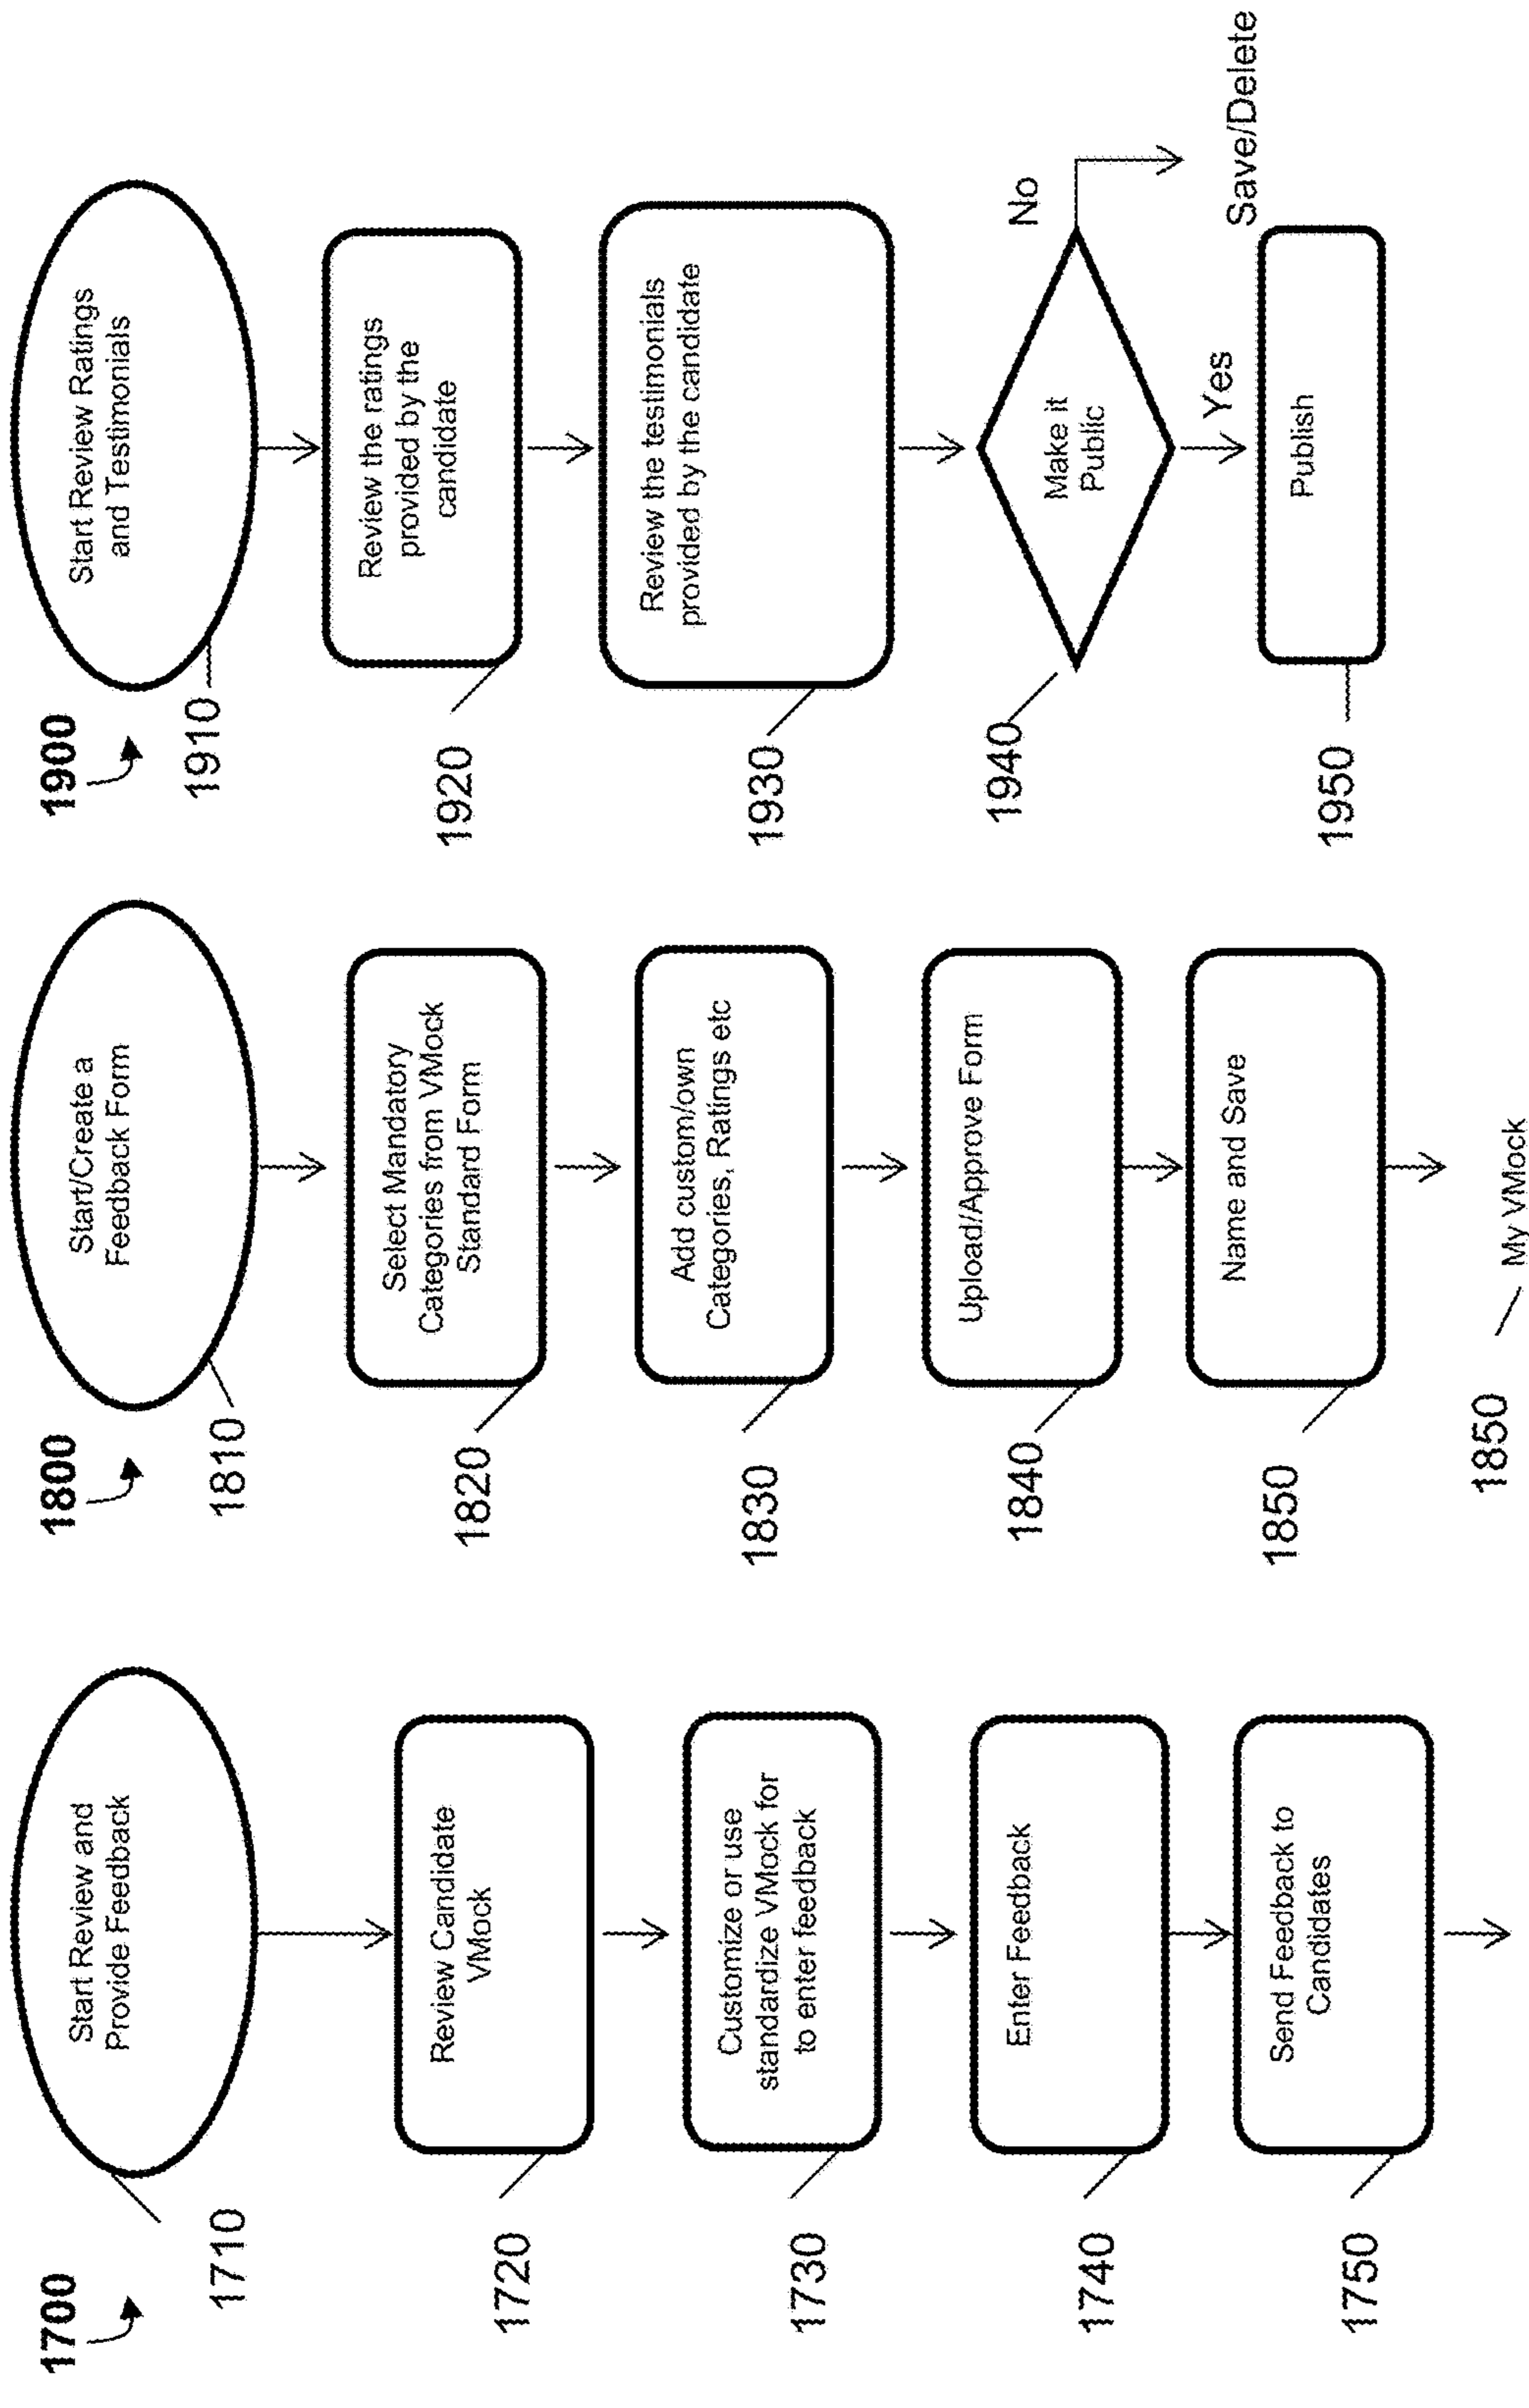 1700
1710
Start Review and
Provide Feedback
1720
Review Candidate
VMock
1730
Customize or use
standardize VMock for
to enter feedback
1740
Enter Feedback
1750
Send Feedback to
Candidates
1800
1810
Start/Create a
Feedback Form
1820
Select Mandatory
Categories from VMock
Standard Form
1830
Add custom/own
Categories, Ratings etc
1840
Upload/Approve Form
1850
Name and Save
1850
My VMock
1900
1910
Start Review Ratings
and Testimonials
1920
Review the ratings
provided by the
candidate
1930
Review the testimonials
provided by the candidate
1940
Make it
Public
No
Save/Delete
Yes
1950
Publish